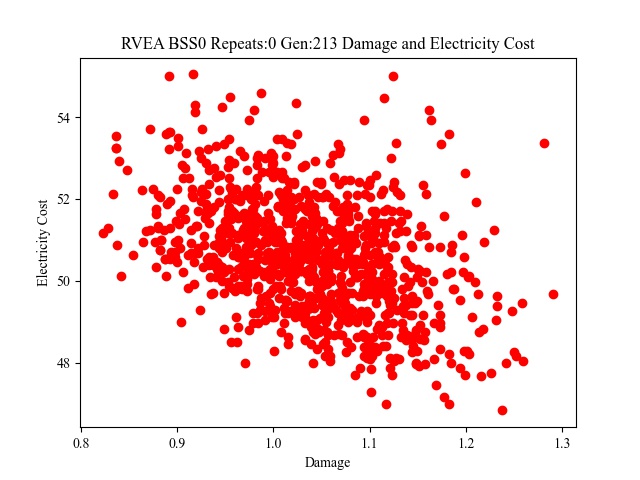 RVEA BSS0 Repeats:0 Gen:213 Damage and Electricity Cost
54
52
50
48
Electricity Cost
0.8 0.9 1.0 1.1 1.2 1.3
Damage